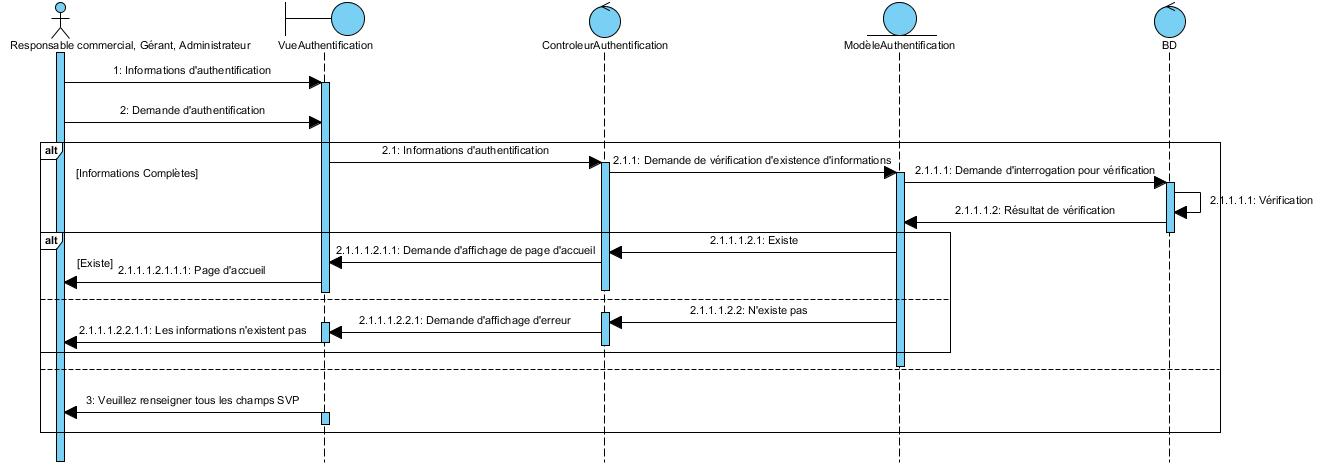 Responsable commercial, Gérant, Administrateur
VueAuthentification
ControleurAuthentification
ModèleAuthentification
BD
1: Informations d'authentification
2: Demande d'authentification
alt
2.1: Informations d'authentification
2.1.1: Demande de vérification d'existence d'informations
2.1.1.1: Demande d'interrogation pour vérification
[Informations Complètes]
2.1.1.1.1: Vérification
2.1.1.1.2: Résultat de vérification
alt
2.1.1.1.2.1: Existe
2.1.1.1.2.1.1: Demande d'affichage de page d'accueil
[Existe]
2.1.1.1.2.1.1.1: Page d'accueil
2.1.1.1.2.2: N'existe pas
2.1.1.1.2.2.1: Demande d'affichage d'erreur
2.1.1.1.2.2.1.1: Les informations n'existent pas
3: Veuillez renseigner tous les champs SVP